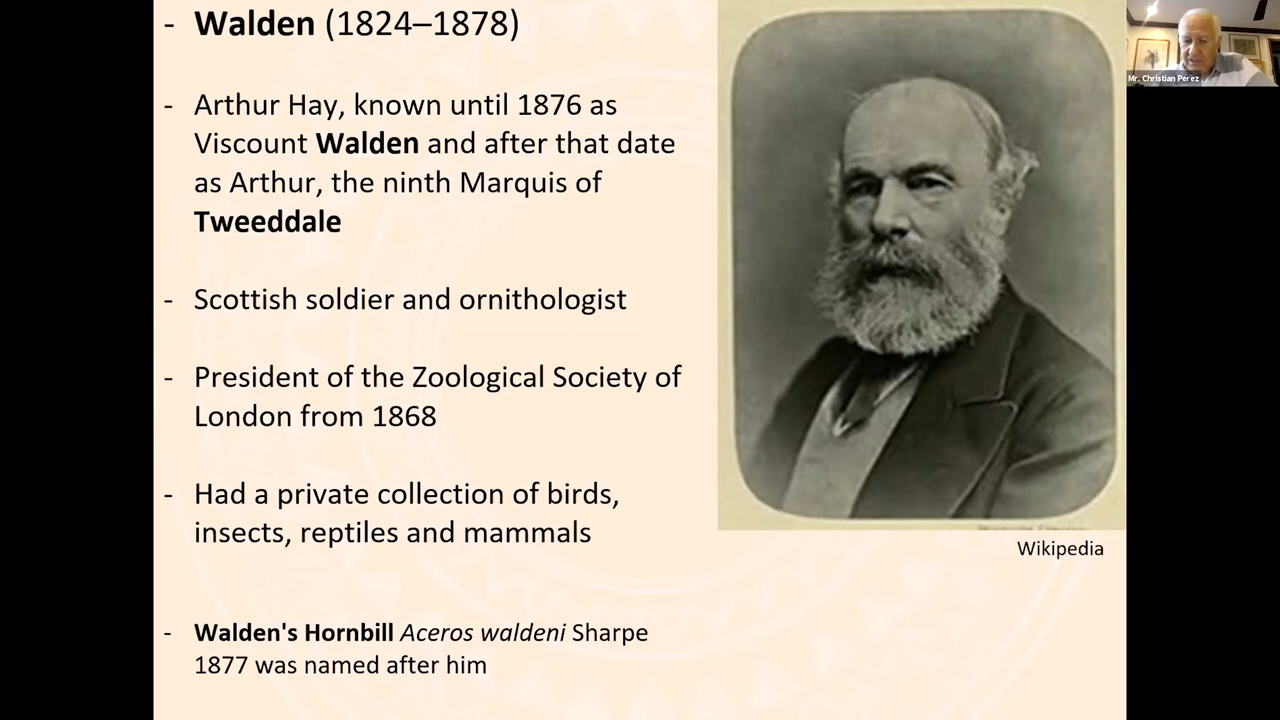 - Walden (1824–1878)
- Arthur Hay, known until 1876 as
Viscount Walden and after that date
as Arthur, the ninth Marquis of
Tweeddale
- Scottish soldier and ornithologist
- President of the Zoological Society of
London from 1868
- Had a private collection of birds,
insects, reptiles and mammals
- Walden's Hornbill Aceros waldeni Sharpe
1877 was named after him
Wikipedia
Mr. Christian Perez